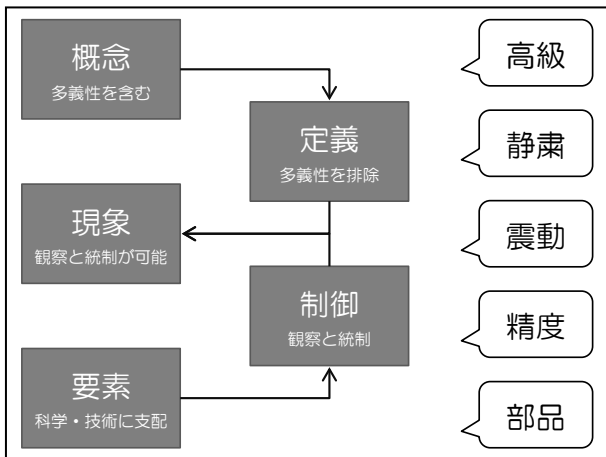 概念
多義性を含む
高級
定義
多義性を排除
静粛
現象
観察と統制が可能
震動
制御
観察と統制
精度
要素
科学・技術に支配
部品